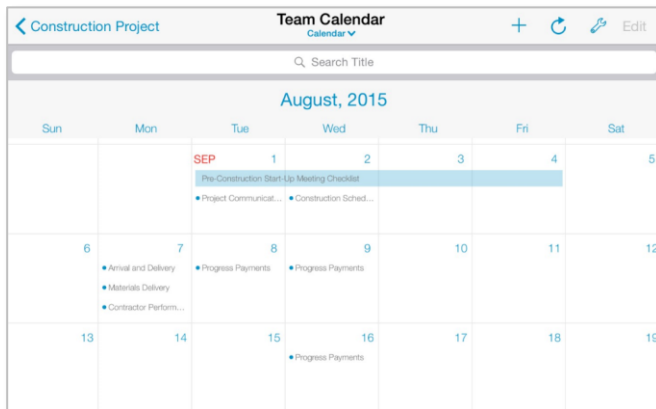 Construction Project
Team Calendar
Calendar
Edit
Search Title
August, 2015
Sun Mon Tue Wed Thu Fri Sat
SEP 1 2 3 4 5
Pre-Construction Start-Up Meeting Checklist
Project Communicat... Construction Sched...
6 7 8 9 10 11 12
Arrival and Delivery Progress Payments Progress Payments
Materials Delivery
Contractor Perform...
13 14 15 16 17 18 19
Progress Payments